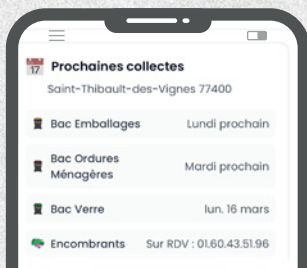 17
Prochaines collectes
Saint-Thibault-des-Vignes 77400
Bac Emballages Lundi prochain
Bac Ordures
Ménagères Mardi prochain
Bac Verre lun. 16 mars
Encombrants Sur RDV : 01.60.43.51.96